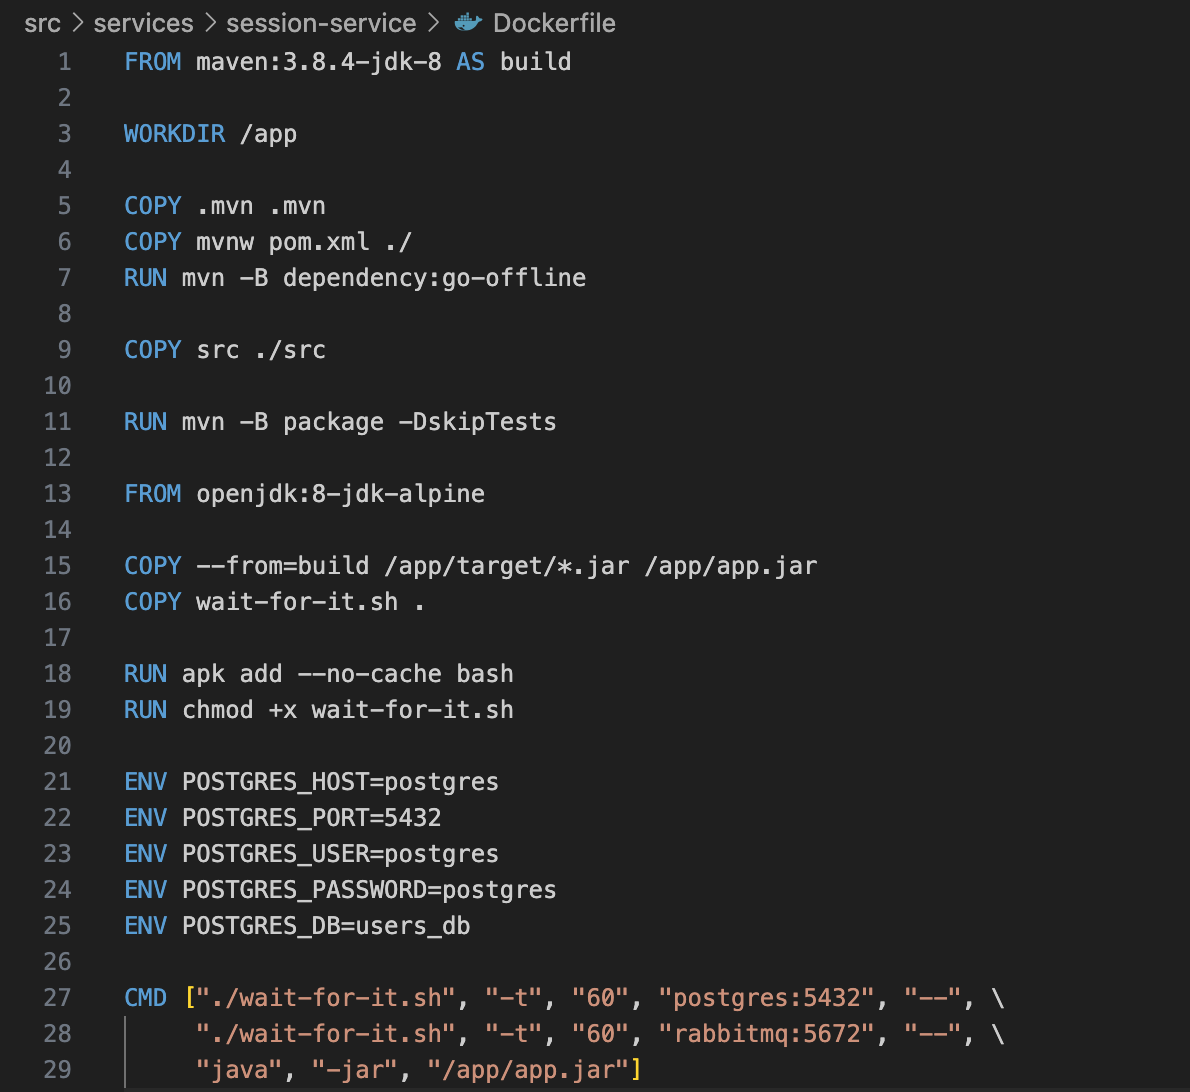 src > services > session-service > Dockerfile
1 FROM maven:3.8.4-jdk-8 AS build
2
3 WORKDIR /app
4
5 COPY .mvn .mvn
6 COPY mvnw pom.xml ./
7 RUN mvn -B dependency:go-offline
8
9 COPY src ./src
10
11 RUN mvn -B package -DskipTests
12
13 FROM openjdk:8-jdk-alpine
14
15 COPY --from=build /app/target/*.jar /app/app.jar
16 COPY wait-for-it.sh .
17
18 RUN apk add --no-cache bash
19 RUN chmod +x wait-for-it.sh
20
21 ENV POSTGRES_HOST=postgres
22 ENV POSTGRES_PORT=5432
23 ENV POSTGRES_USER=postgres
24 ENV POSTGRES_PASSWORD=postgres
25 ENV POSTGRES_DB=users_db
26
27 CMD ["./wait-for-it.sh", "-t", "60", "postgres:5432", "--", \
28 "./wait-for-it.sh", "-t", "60", "rabbitmq:5672", "--", \
29 "java", "-jar", "/app/app.jar"]